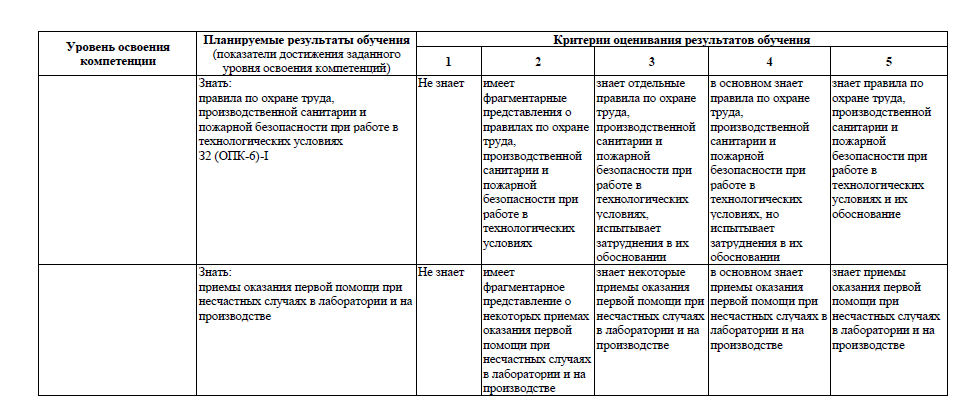 Уровень освоения
компетенции
Планируемые результаты обучения
(показатели достижения заданного
уровня освоения компетенций)
Критерии оценивания результатов обучения
1
2
3
4
5
Знать:
правила по охране труда,
производственной санитарии и
пожарной безопасности при работе в
технологических условиях
З2 (ОПК-6)-I
Не знает
имеет
фрагментарные
представления о
правилах по охране
труда,
производственной
санитарии и
пожарной
безопасности при
работе в
технологических
условиях
знает отдельные
правила по охране
труда,
производственной
санитарии и
пожарной
безопасности при
работе в
технологических
условиях,
испытывает
затруднения в их
обосновании
в основном знает
правила по охране
труда,
производственной
санитарии и
пожарной
безопасности при
работе в
технологических
условиях, но
испытывает
затруднения в их
обосновании
знает правила по
охране труда,
производственной
санитарии и
пожарной
безопасности при
работе в
технологических
условиях и их
обоснование
Знать:
приемы оказания первой помощи при
несчастных случаях в лаборатории и на
производстве
Не знает
имеет
фрагментарное
представление о
некоторых приемах
оказания первой
помощи при
несчастных случаях
в лаборатории и на
производстве
знает некоторые
приемы оказания
первой помощи при
несчастных случаях
в лаборатории и на
производстве
в основном знает
приемы оказания
первой помощи при
несчастных случаях в
лаборатории и на
производстве
знает приемы
оказания первой
помощи при
несчастных случаях
в лаборатории и на
производстве